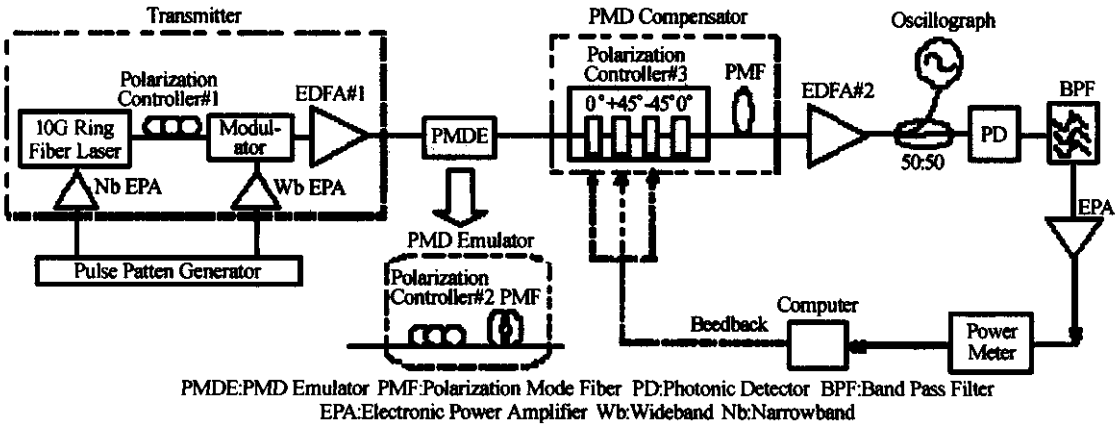 Transmitter
PMD Compensator
Oscillograph
Polarization
Controller#1
EDFA#1
Polarization
Controller#3
PMF
EDFA#2
BPF
0°+45°-45°0°
10G Ring
Fiber Laser
Modul-
ator
PMDE
PD
50:50
Nb EPA
Wb EPA
EPA
PMD Emulator
Pulse Patten Generator
Polarization
Controller#2 PMF
Computer
Beedback
Power
Meter
PMDE:PMD Emulator PMF:Polarization Mode Fiber PD:Photonic Detector BPF:Band Pass Filter
EPA:Electronic Power Amplifier Wb:Wideband Nb:Narrowband